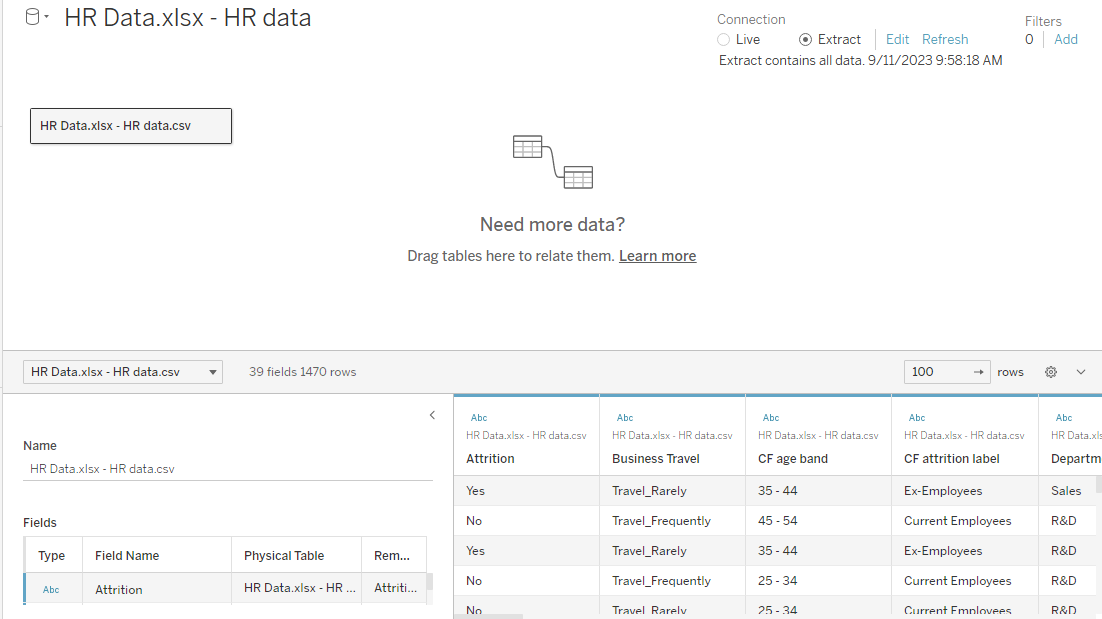 HR Data.xlsx - HR data
Connection
Live Extract Edit Refresh
Extract contains all data. 9/11/2023 9:58:18 AM
Filters
0 Add
HR Data.xlsx - HR data.csv
Need more data?
Drag tables here to relate them. Learn more
HR Data.xlsx - HR data.csv 39 fields 1470 rows 100 rows
Name
HR Data.xlsx - HR data.csv
Fields
Type Field Name Physical Table Rem...
Abc Attrition HR Data.xlsx - HR ... Attriti...
Abc Abc Abc Abc Abc
HR Data.xlsx - HR data.csv HR Data.xlsx - HR data.csv HR Data.xlsx - HR data.csv HR Data.xlsx - HR data.csv HR Data.xls
Attrition Business Travel CF age band CF attrition label Departm
Yes Travel_Rarely 35 - 44 Ex-Employees Sales
No Travel_Frequently 45 - 54 Current Employees R&D
Yes Travel_Rarely 35 - 44 Ex-Employees R&D
No Travel_Frequently 25 - 34 Current Employees R&D
No Travel_Rarely 25 - 34 Current Employees R&D